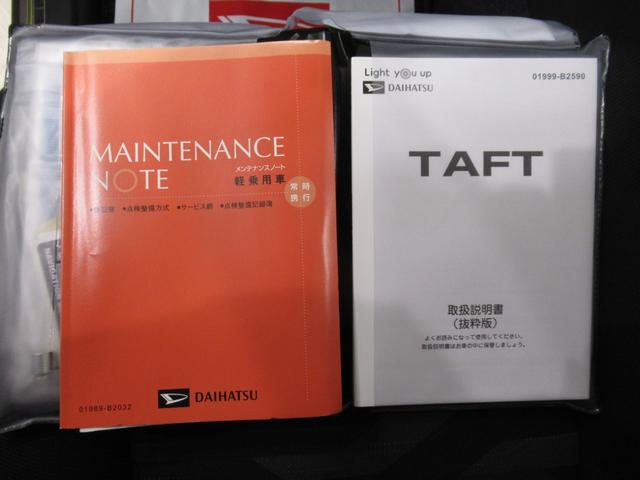 MAINTENANCE
NOTE
メンテナンスノート
軽乗用車
常時
携行
•保証書 •点検整備方式 •サービス網 •点検整備記録簿
01989-B2032
DAIHATSU
Light you up
DAIHATSU
01999-B2590
TAFT
取扱説明書
（抜粋版）
よくお読みになって使用してください。
取扱説明書はお車の中に保管しましょう。